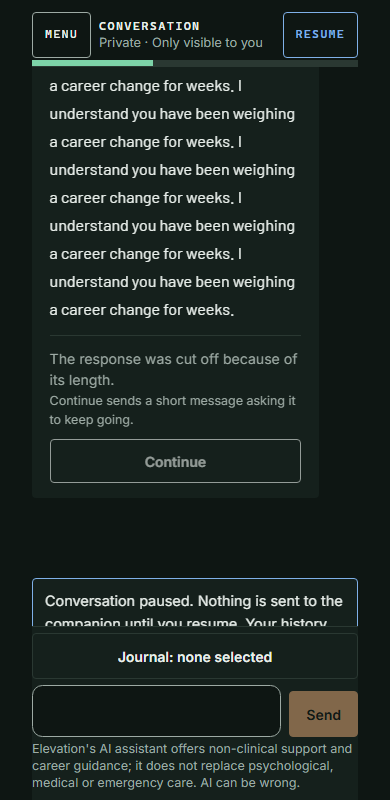 MENU
CONVERSATION
Private · Only visible to you
RESUME
a career change for weeks. I
understand you have been weighing
a career change for weeks. I
understand you have been weighing
a career change for weeks. I
understand you have been weighing
a career change for weeks. I
understand you have been weighing
a career change for weeks.
The response was cut off because of
its length.
Continue sends a short message asking it
to keep going.
Continue
Conversation paused. Nothing is sent to the
companion until you resume. Your history
Journal: none selected
Send
Elevation's AI assistant offers non-clinical support and
career guidance; it does not replace psychological,
medical or emergency care. AI can be wrong.